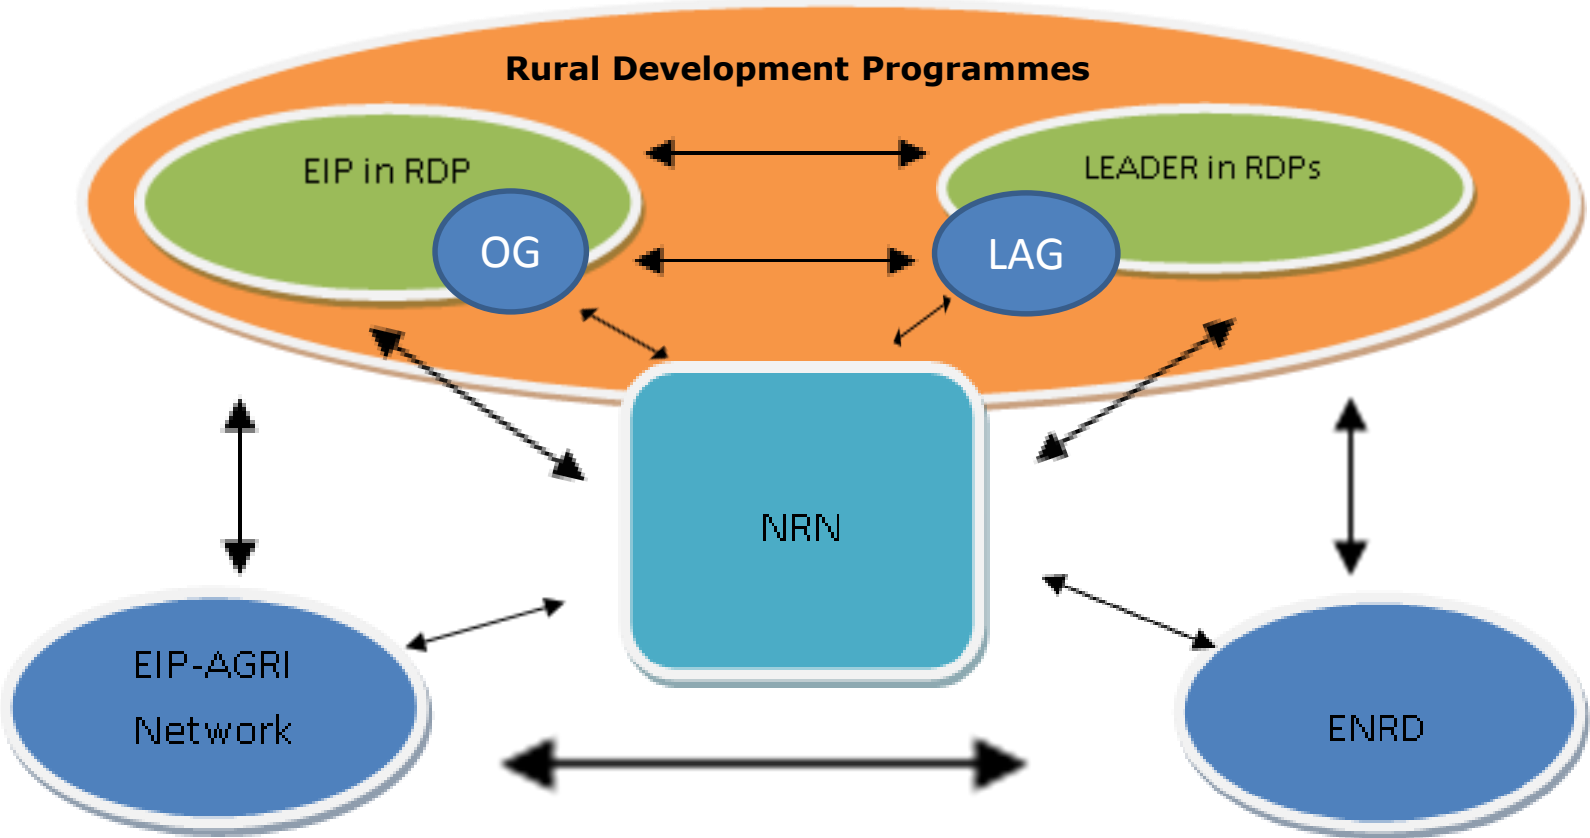 Rural Development Programmes
EIP in RDP
LEADER in RDPs
OG
LAG
NRN
EIP-AGRI
Network
ENRD